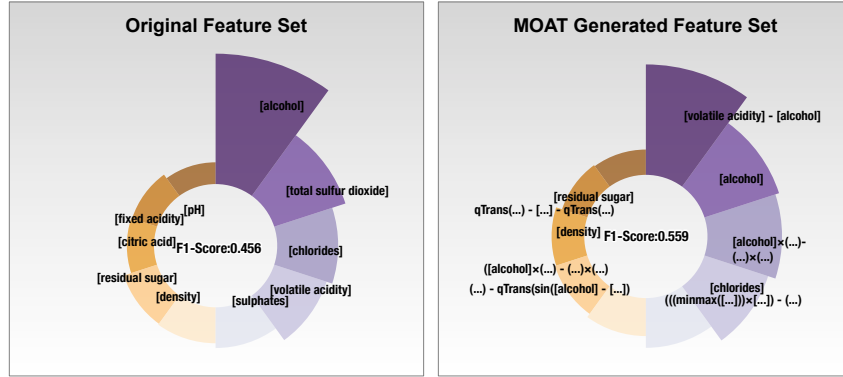 Original Feature Set
[alcohol]
[total sulfur dioxide]
[pH]
[fixed acidity]
[citric acid]
F1-Score:0.456
[chlorides]
[residual sugar]
[volatile acidity]
[density]
[sulphates]
MOAT Generated Feature Set
[volatile acidity] - [alcohol]
[alcohol]
[residual sugar]
qTrans(...) - [...] - qTrans(...)
[density]
F1-Score:0.559
[alcohol]×(...)-
(...)×(...)
([alcohol]×(...) - (...)×(...)
(...) - qTrans(sin([alcohol] - [...])
[chlorides]
(((minmax([...]))×[...]) - (...)